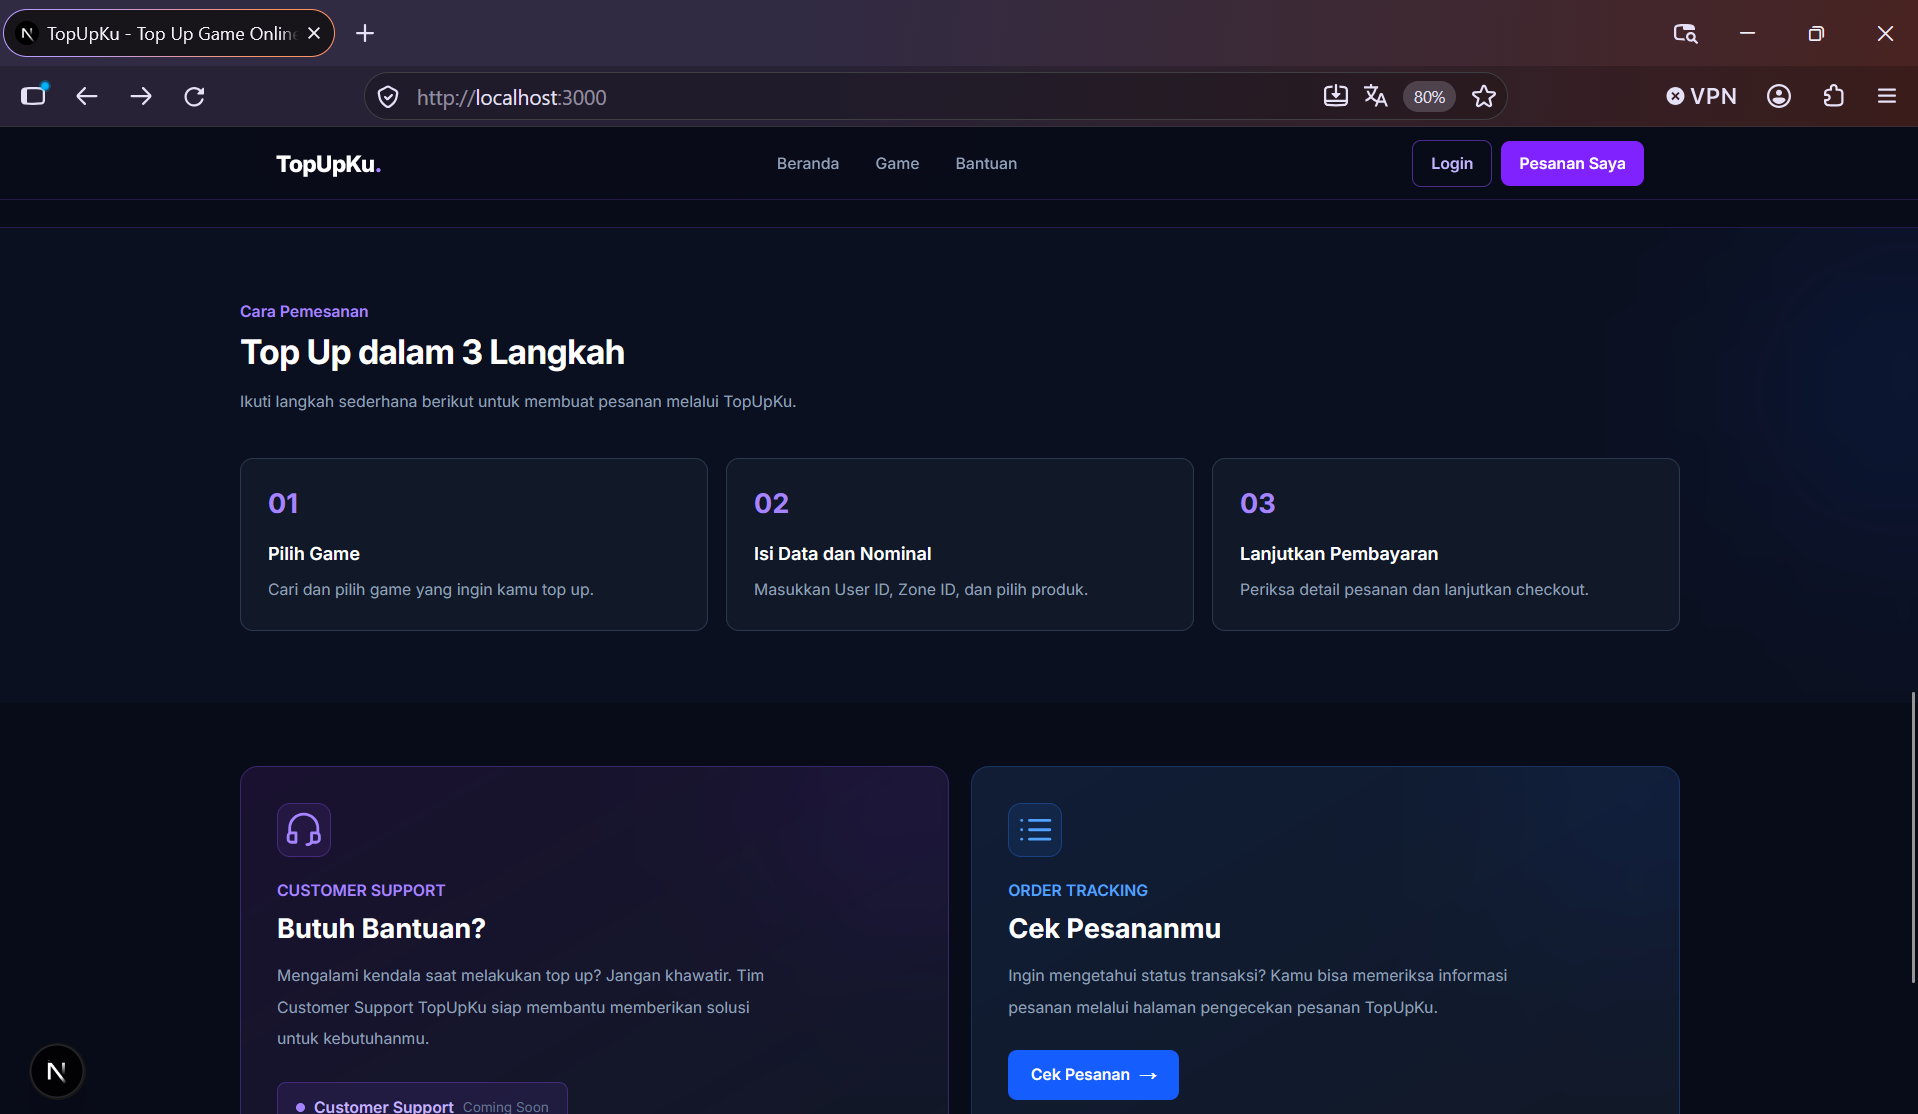 TopUpKu - Top Up Game Online
http://localhost:3000
80%
VPN
TopUpKu.
Beranda
Game
Bantuan
Login
Pesanan Saya
Cara Pemesanan
Top Up dalam 3 Langkah
Ikuti langkah sederhana berikut untuk membuat pesanan melalui TopUpKu.
01
Pilih Game
Cari dan pilih game yang ingin kamu top up.
02
Isi Data dan Nominal
Masukkan User ID, Zone ID, dan pilih produk.
03
Lanjutkan Pembayaran
Periksa detail pesanan dan lanjutkan checkout.
CUSTOMER SUPPORT
Butuh Bantuan?
Mengalami kendala saat melakukan top up? Jangan khawatir. Tim
Customer Support TopUpKu siap membantu memberikan solusi
untuk kebutuhanmu.
Customer Support Coming Soon
ORDER TRACKING
Cek Pesananmu
Ingin mengetahui status transaksi? Kamu bisa memeriksa informasi
pesanan melalui halaman pengecekan pesanan TopUpKu.
Cek Pesanan →
N